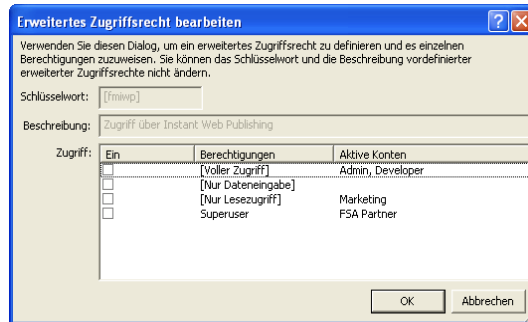 Erweitertes Zugriffsrecht bearbeiten
Verwenden Sie diesen Dialog, um ein erweitertes Zugriffsrecht zu definieren und es einzelnen
Berechtigungen zuzuweisen. Sie können das Schlüsselwort und die Beschreibung vordefinierter
erweiterter Zugriffsrechte nicht ändern.
Schlüsselwort: [fmiwp]
Beschreibung: Zugriff über Instant Web Publishing
Zugriff: Ein Berechtigungen Aktive Konten
[Voller Zugriff] Admin, Developer
[Nur Dateneingabe]
[Nur Lesezugriff] Marketing
Superuser FSA Partner
OK Abbrechen